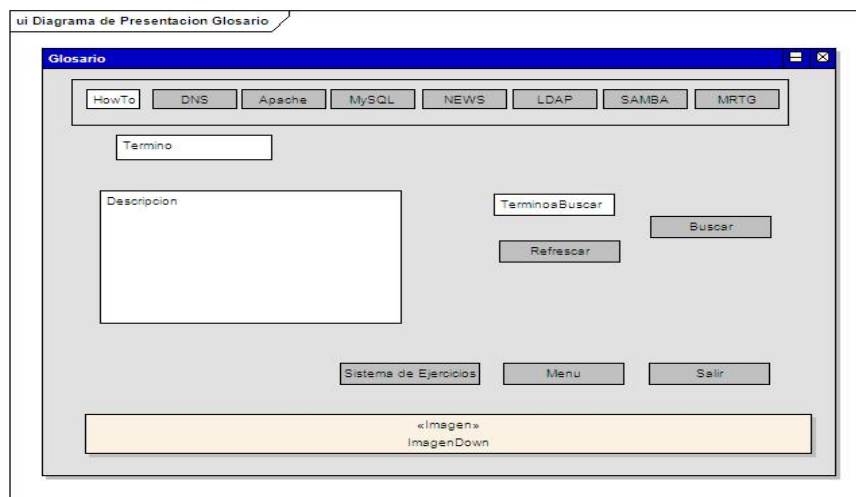 ui Diagrama de Presentacion Glosario
Glosario
HowTo DNS Apache MySQL NEWS LDAP SAMBA MRTG
Termino
Descripcion
TerminoaBuscar
Buscar
Refrescar
Sistema de Ejercicios Menu Salir
«Imagen»
ImagenDown